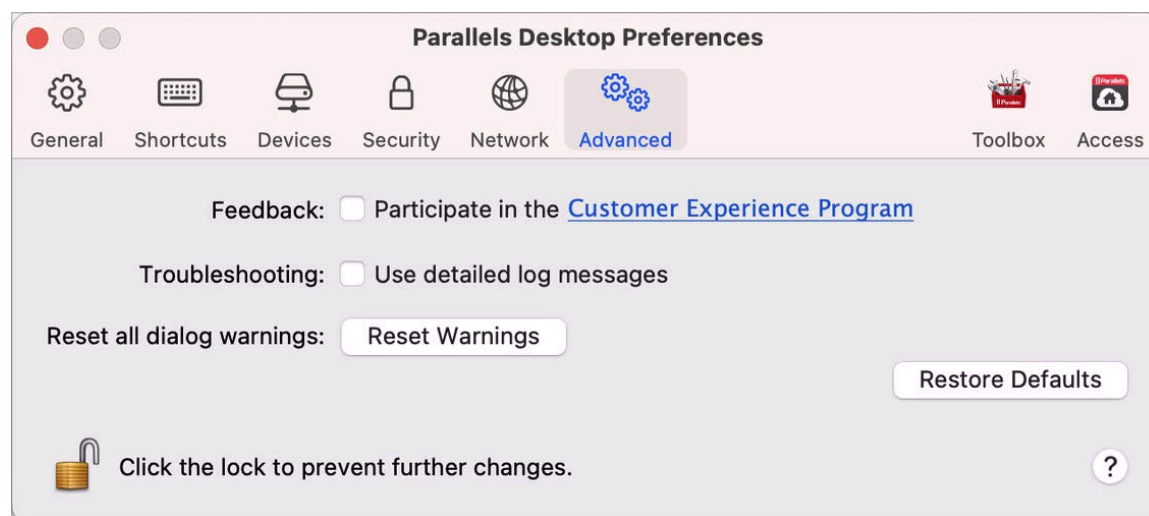 Parallels Desktop Preferences
General Shortcuts Devices Security Network Advanced Toolbox Access
Feedback: Participate in the Customer Experience Program
Troubleshooting: Use detailed log messages
Reset all dialog warnings: Reset Warnings
Restore Defaults
Click the lock to prevent further changes.
?